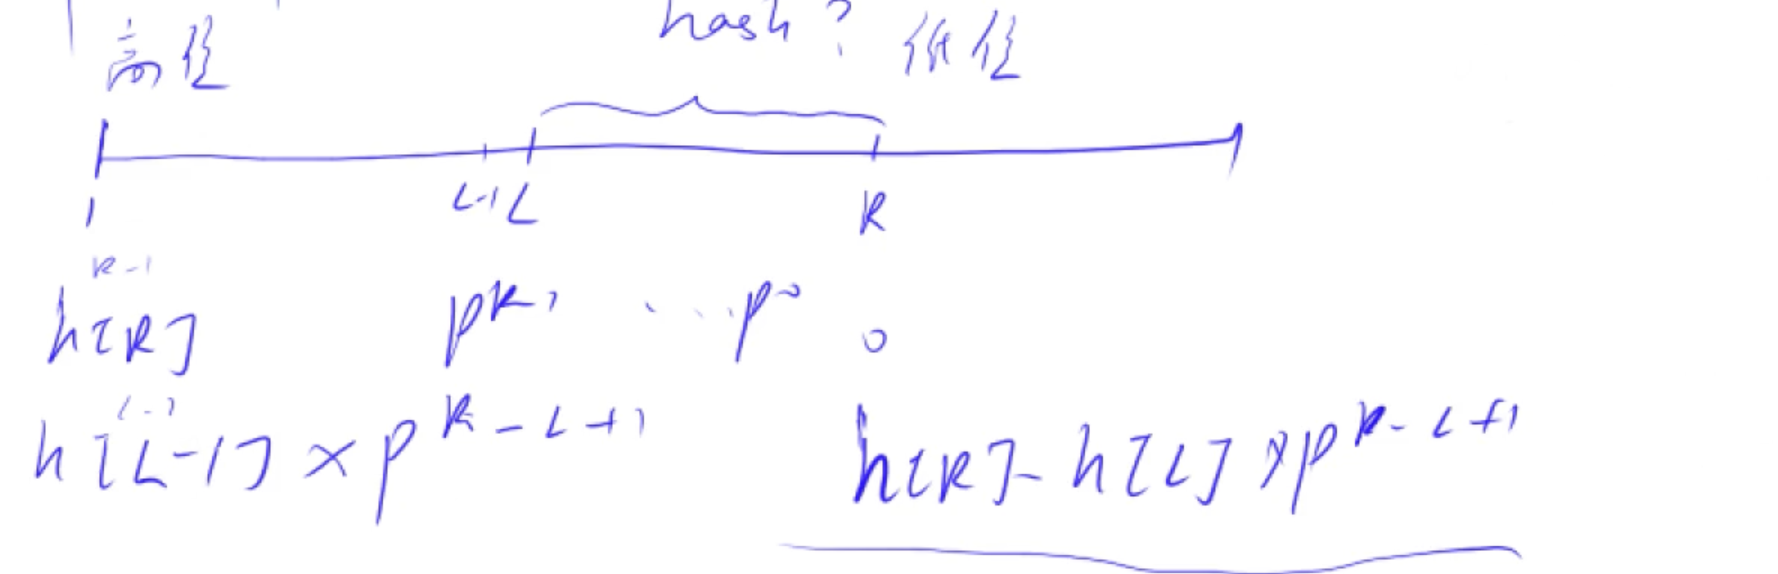 hash?
高位 低位
1 L-1 L R
R-1
h[R] p^R-1 ... p^0 0
L-1
h[L-1] × p^R-L+1 h[R]-h[L] × p^R-L+1